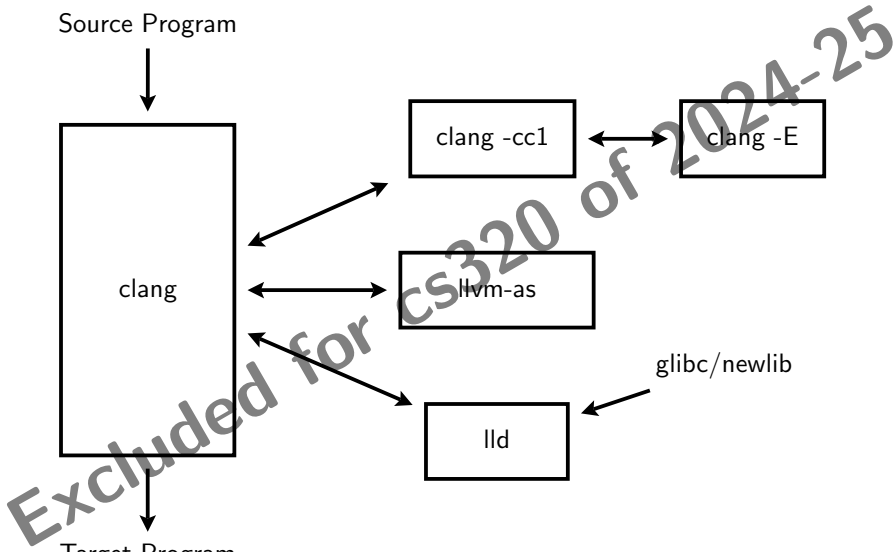 Source Program
clang -cc1
clang -E
clang
llvm-as
glibc/newlib
lld
Target Program
Excluded for cs320 of 2024-25